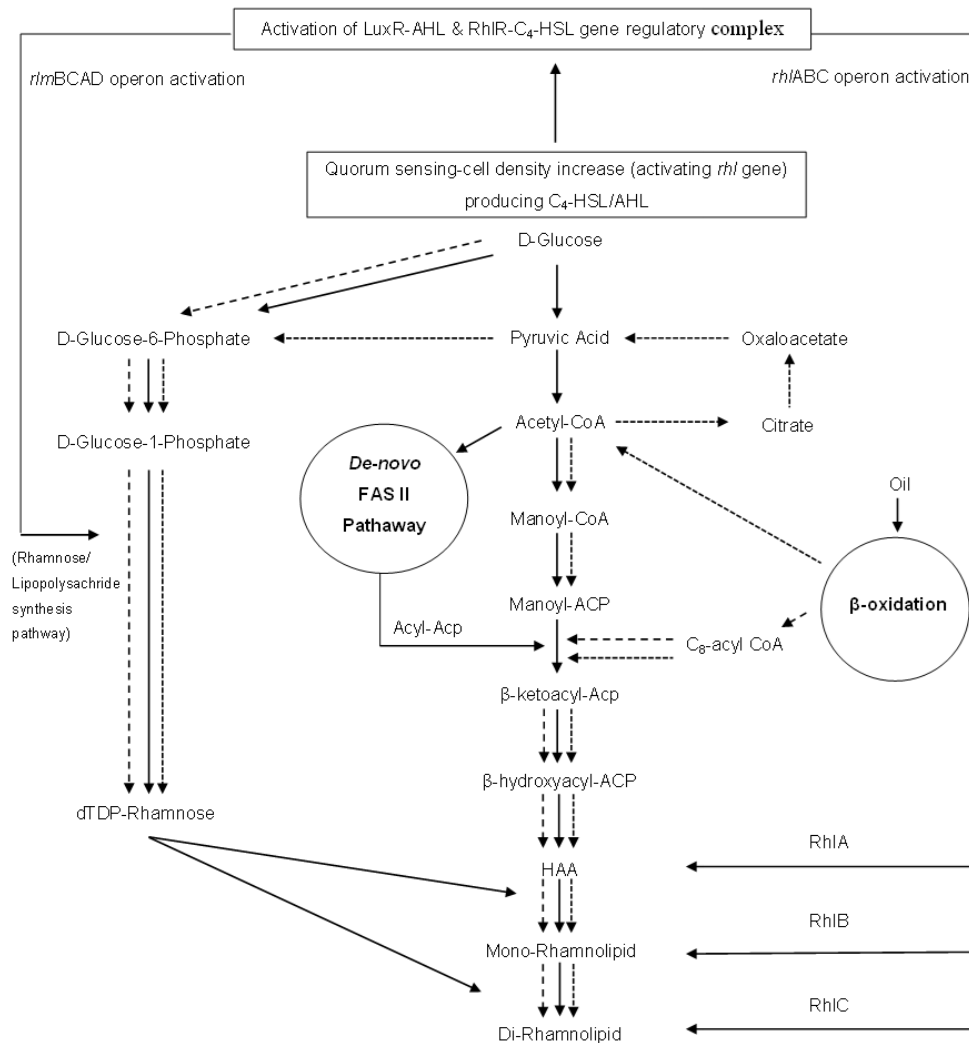 Activation of LuxR-AHL & RhlR-C₄-HSL gene regulatory complex
rlmBCAD operon activation
rhlABC operon activation
Quorum sensing-cell density increase (activating rhl gene)
producing C₄-HSL/AHL
D-Glucose
D-Glucose-6-Phosphate
Pyruvic Acid
Oxaloacetate
D-Glucose-1-Phosphate
Acetyl-CoA
Citrate
De-novo
FAS II
Pathaway
Oil
Manoyl-CoA
(Rhamnose/
Lipopolysachride
synthesis
pathway)
Manoyl-ACP
β-oxidation
Acyl-Acp
C₈-acyl CoA
β-ketoacyl-Acp
β-hydroxyacyl-ACP
dTDP-Rhamnose
RhlA
HAA
RhlB
Mono-Rhamnolipid
RhlC
Di-Rhamnolipid